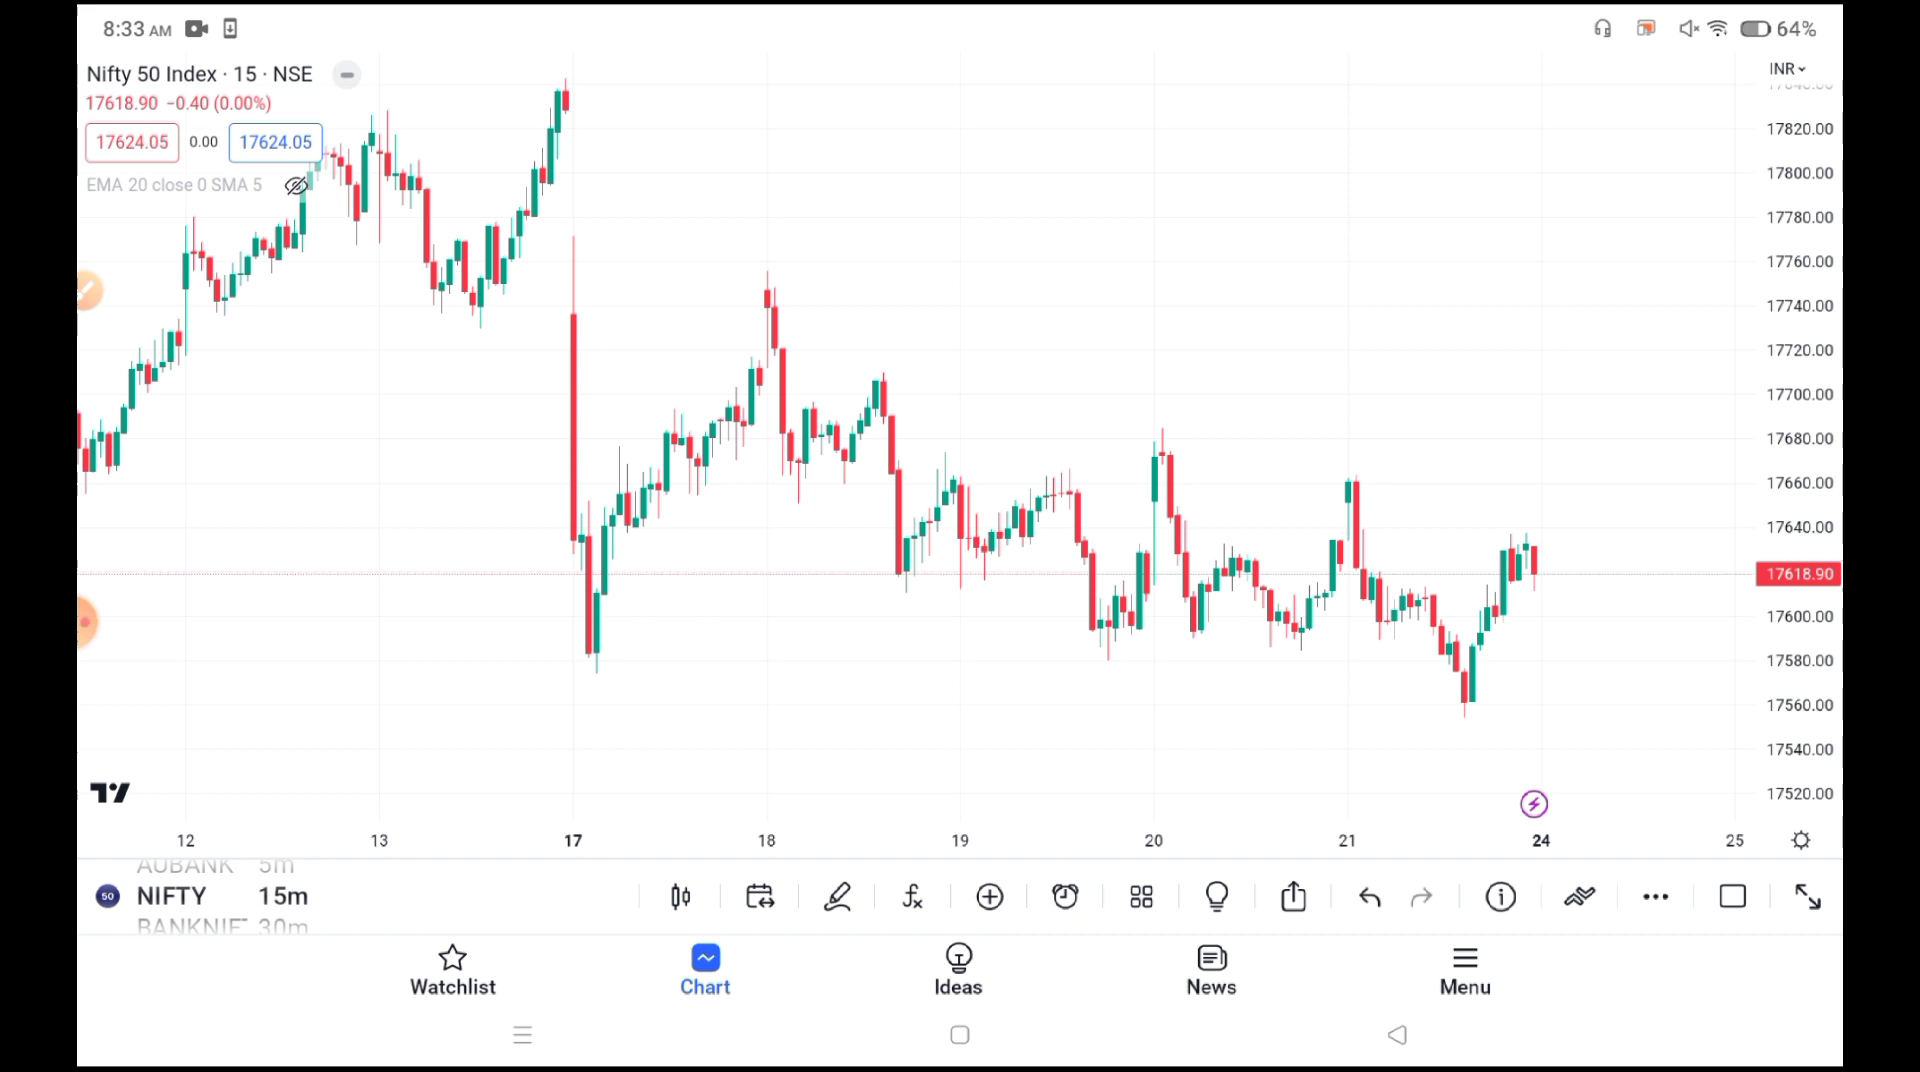 8:33 AM
64%
Nifty 50 Index · 15 · NSE
INR
17618.90 −0.40 (0.00%)
17624.05 0.00 17624.05
EMA 20 close 0 SMA 5
17840.00
17820.00
17800.00
17780.00
17760.00
17740.00
17720.00
17700.00
17680.00
17660.00
17640.00
17618.90
17600.00
17580.00
17560.00
17540.00
17520.00
12 13 17 18 19 20 21 24 25
AUBANK 5m
50 NIFTY 15m
BANKNIF 30m
Watchlist Chart Ideas News Menu